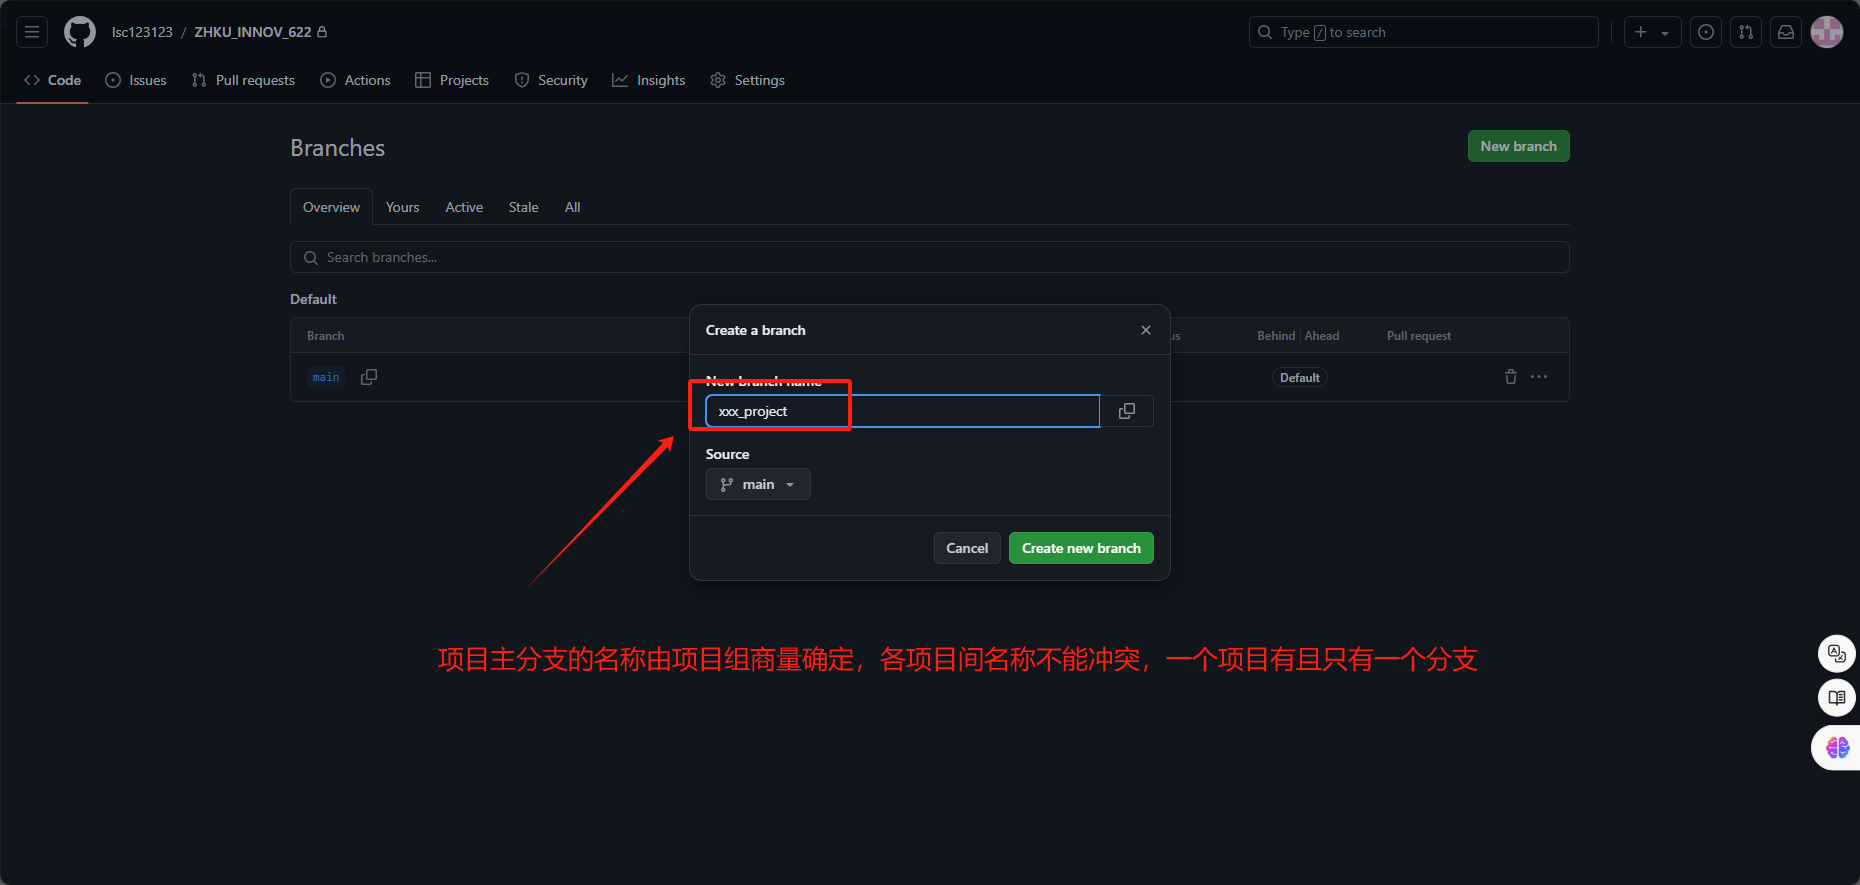 lsc123123 / ZHKU_INNOV_622
Type / to search
Code Issues Pull requests Actions Projects Security Insights Settings
Branches
New branch
Overview Yours Active Stale All
Search branches...
Default
Branch
us Behind Ahead Pull request
main
Default
Create a branch
New branch name
xxx_project
Source
main
Cancel Create new branch
项目主分支的名称由项目组商量确定，各项目间名称不能冲突，一个项目有且只有一个分支